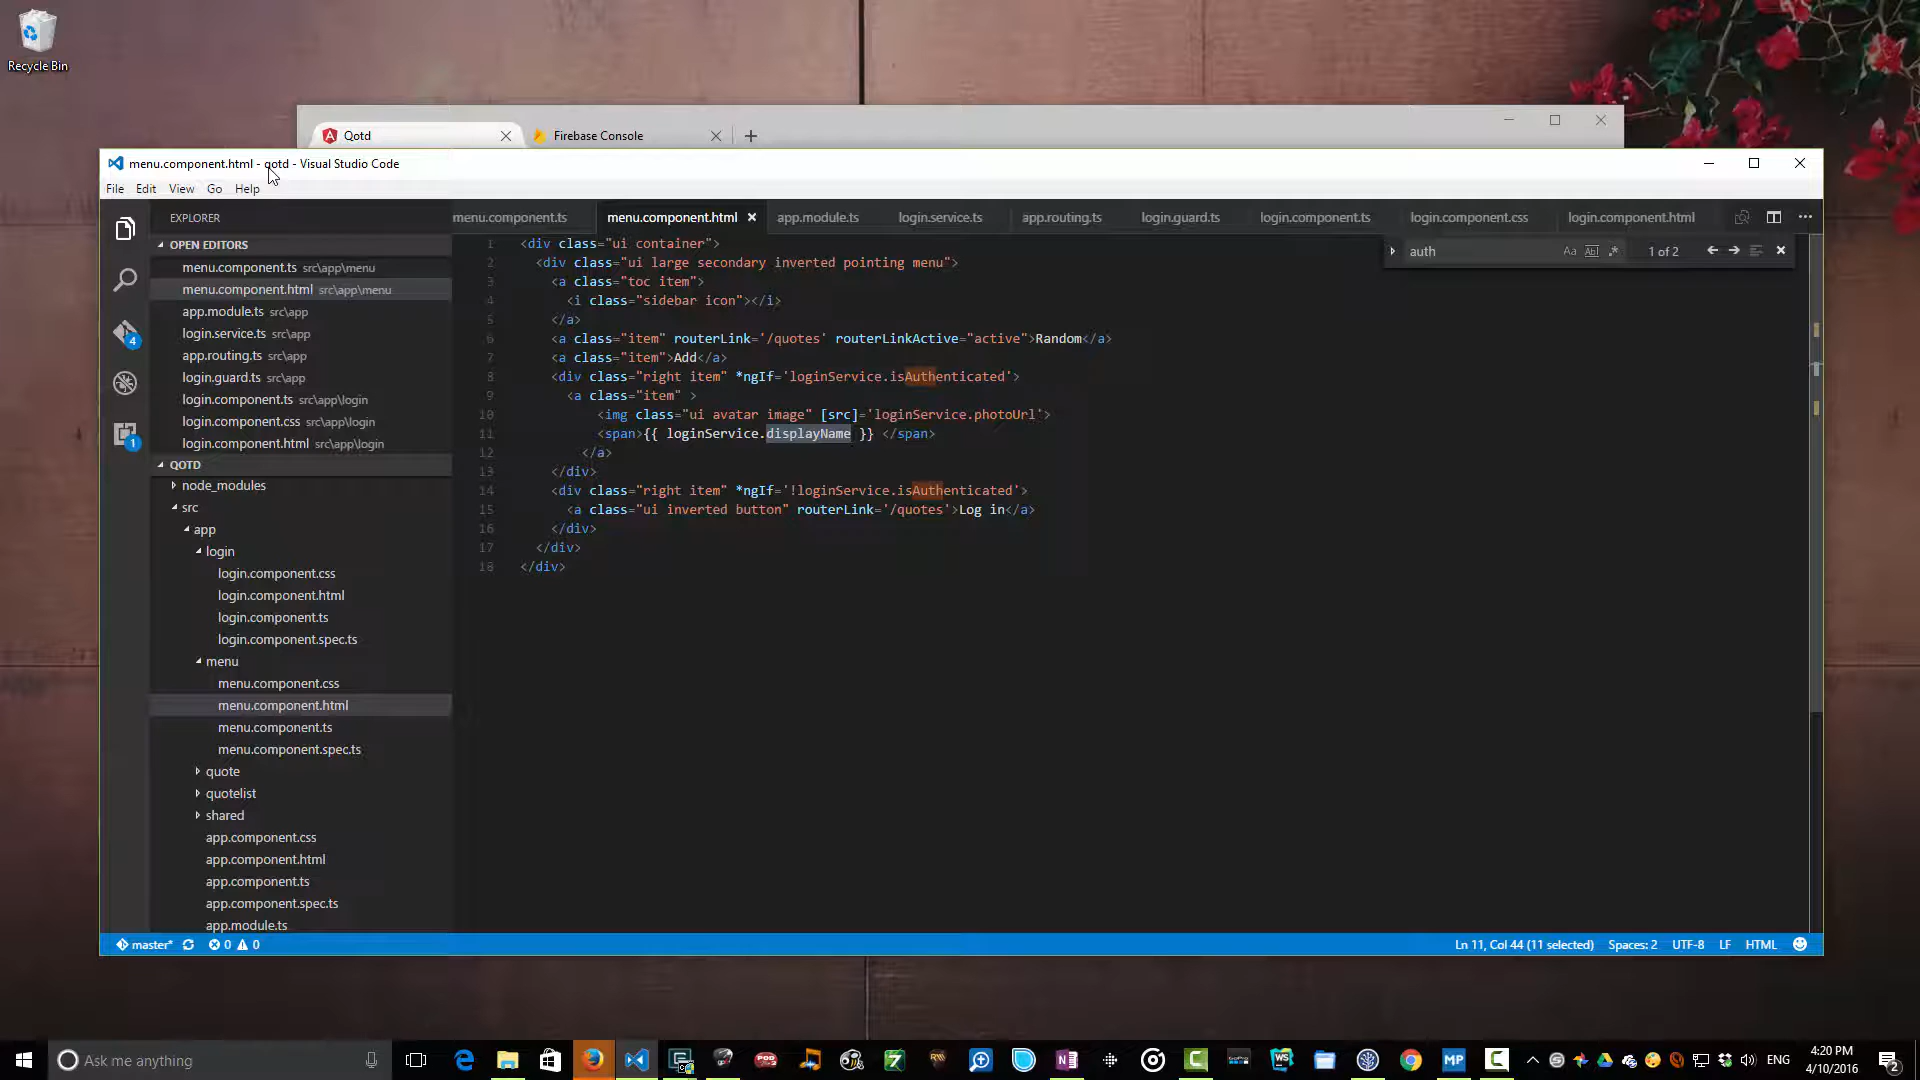 Recycle Bin
Qotd
Firebase Console
menu.component.html - qotd - Visual Studio Code
File Edit View Go Help
EXPLORER
menu.component.ts menu.component.html app.module.ts login.service.ts app.routing.ts login.guard.ts login.component.ts login.component.css login.component.html
OPEN EDITORS
menu.component.ts src\app\menu
menu.component.html src\app\menu
app.module.ts src\app
login.service.ts src\app
app.routing.ts src\app
login.guard.ts src\app
login.component.ts src\app\login
login.component.css src\app\login
login.component.html src\app\login
4
1
QOTD
node_modules
src
app
login
login.component.css
login.component.html
login.component.ts
login.component.spec.ts
menu
menu.component.css
menu.component.html
menu.component.ts
menu.component.spec.ts
quote
quotelist
shared
app.component.css
app.component.html
app.component.ts
app.component.spec.ts
app.module.ts
auth Aa Abl .* 1 of 2
1 <div class="ui container">
2 <div class="ui large secondary inverted pointing menu">
3 <a class="toc item">
4 <i class="sidebar icon"></i>
5 </a>
6 <a class="item" routerLink='/quotes' routerLinkActive="active">Random</a>
7 <a class="item">Add</a>
8 <div class="right item" *ngIf='loginService.isAuthenticated'>
9 <a class="item" >
10 <img class="ui avatar image" [src]='loginService.photoUrl'>
11 <span>{{ loginService.displayName }} </span>
12 </a>
13 </div>
14 <div class="right item" *ngIf='!loginService.isAuthenticated'>
15 <a class="ui inverted button" routerLink='/quotes'>Log in</a>
16 </div>
17 </div>
18 </div>
master* 0 0
Ln 11, Col 44 (11 selected) Spaces: 2 UTF-8 LF HTML
Ask me anything
ENG
4:20 PM
4/10/2016
2
MP
WS
N